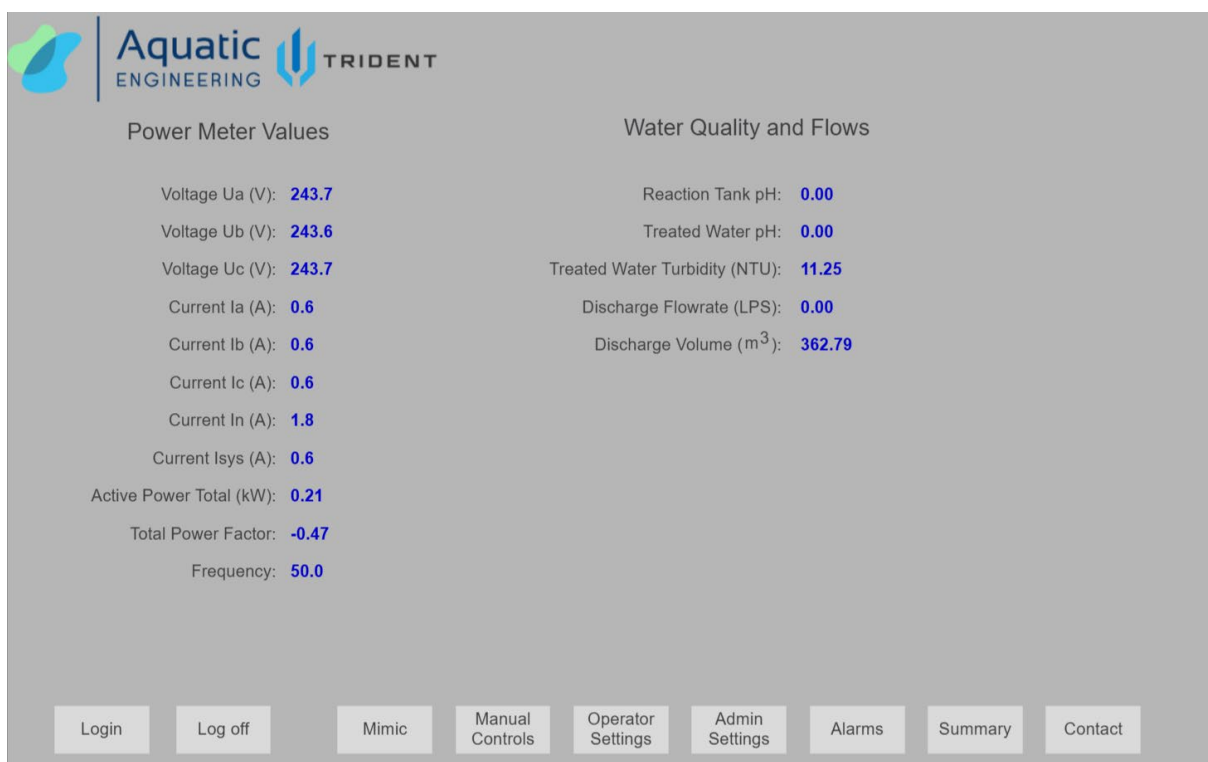 Aquatic
ENGINEERING
TRIDENT
Power Meter Values
Voltage Ua (V): 243.7
Voltage Ub (V): 243.6
Voltage Uc (V): 243.7
Current Ia (A): 0.6
Current Ib (A): 0.6
Current Ic (A): 0.6
Current In (A): 1.8
Current Isys (A): 0.6
Active Power Total (kW): 0.21
Total Power Factor: -0.47
Frequency: 50.0
Water Quality and Flows
Reaction Tank pH: 0.00
Treated Water pH: 0.00
Treated Water Turbidity (NTU): 11.25
Discharge Flowrate (LPS): 0.00
Discharge Volume (m³): 362.79
Login
Log off
Mimic
Manual
Controls
Operator
Settings
Admin
Settings
Alarms
Summary
Contact